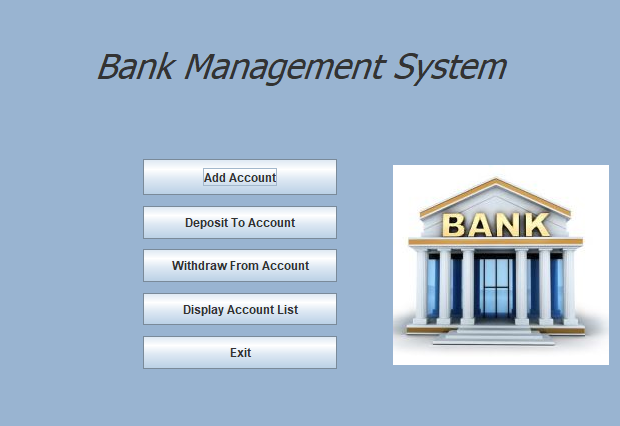 Bank Management System
Add Account
Deposit To Account
Withdraw From Account
Display Account List
Exit
BANK